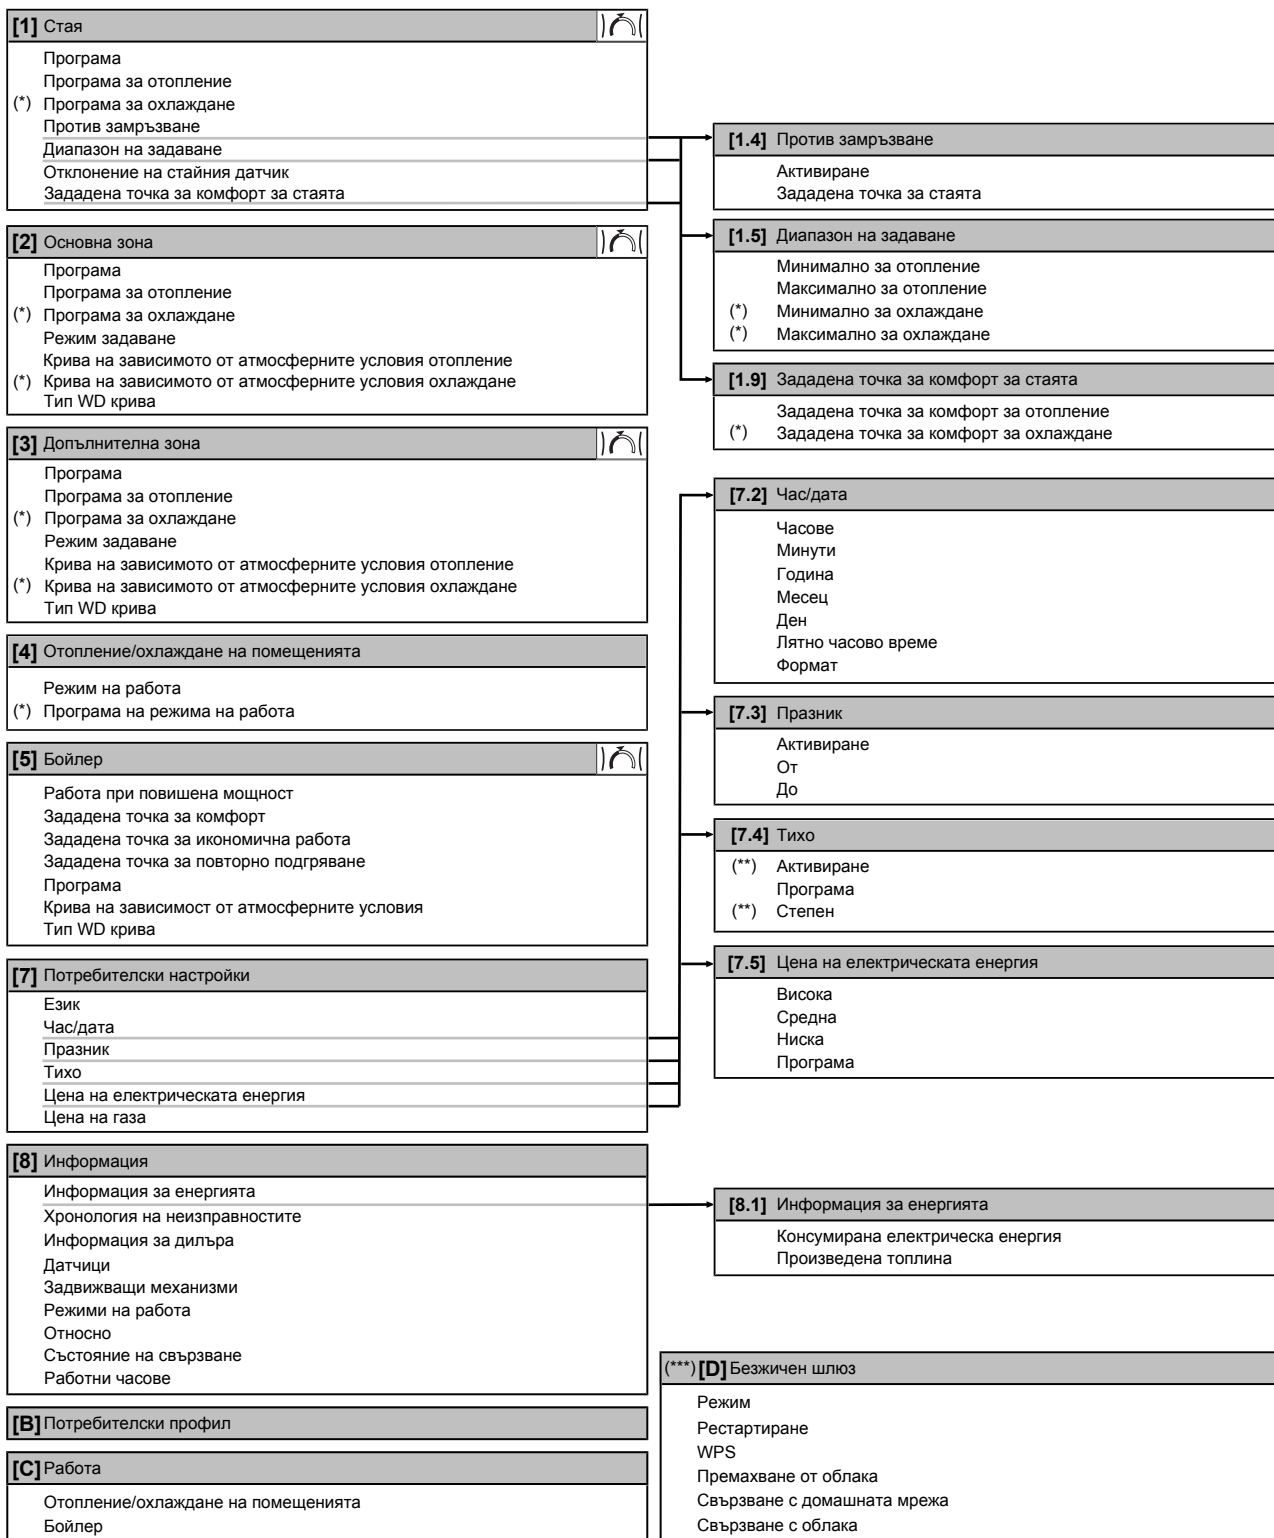 [1] Стая
Програма
Програма за отопление
(*) Програма за охлаждане
Против замръзване
Диапазон на задаване
Отклонение на стайния датчик
Зададена точка за комфорт за стаята
[2] Основна зона
Програма
Програма за отопление
(*) Програма за охлаждане
Режим задаване
Крива на зависимото от атмосферните условия отопление
(*) Крива на зависимото от атмосферните условия охлаждане
Тип WD крива
[3] Допълнителна зона
Програма
Програма за отопление
(*) Програма за охлаждане
Режим задаване
Крива на зависимото от атмосферните условия отопление
(*) Крива на зависимото от атмосферните условия охлаждане
Тип WD крива
[4] Отопление/охлаждане на помещенията
Режим на работа
(*) Програма на режима на работа
[5] Бойлер
Работа при повишена мощност
Зададена точка за комфорт
Зададена точка за икономична работа
Зададена точка за повторно подгряване
Програма
Крива на зависимост от атмосферните условия
Тип WD крива
[7] Потребителски настройки
Език
Час/дата
Празник
Тихо
Цена на електрическата енергия
Цена на газа
[8] Информация
Информация за енергията
Хронология на неизправностите
Информация за дилъра
Датчици
Задвижващи механизми
Режими на работа
Относно
Състояние на свързване
Работни часове
[B] Потребителски профил
[C] Работа
Отопление/охлаждане на помещенията
Бойлер
[1.4] Против замръзване
Активиране
Зададена точка за стаята
[1.5] Диапазон на задаване
Минимално за отопление
Максимално за отопление
(*) Минимално за охлаждане
(*) Максимално за охлаждане
[1.9] Зададена точка за комфорт за стаята
Зададена точка за комфорт за отопление
(*) Зададена точка за комфорт за охлаждане
[7.2] Час/дата
Часове
Минути
Година
Месец
Ден
Лятно часово време
Формат
[7.3] Празник
Активиране
От
До
[7.4] Тихо
(**) Активиране
Програма
(**) Степен
[7.5] Цена на електрическата енергия
Висока
Средна
Ниска
Програма
[8.1] Информация за енергията
Консумирана електрическа енергия
Произведена топлина
(***) [D] Безжичен шлюз
Режим
Рестартиране
WPS
Премахване от облака
Свързване с домашната мрежа
Свързване с облака